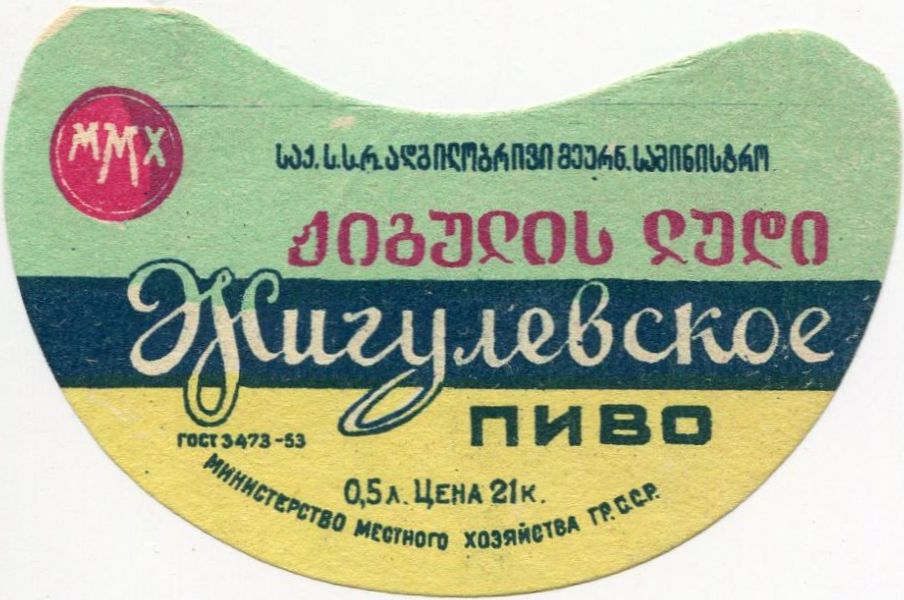 ММХ
საქ. ს.ს.რ. ადგილობრივი მეურნ. სამინისტრო
ჟიგულის ლუდი
Жигулевское
ПИВО
ГОСТ 3473-53
0,5 л. ЦЕНА 21 к.
МИНИСТЕРСТВО МЕСТНОГО ХОЗЯЙСТВА ГР.С.С.Р.